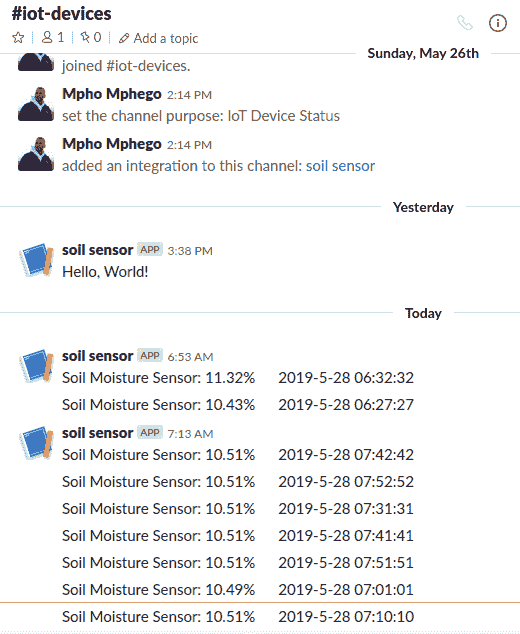 #iot-devices
1 0 Add a topic
Sunday, May 26th
joined #iot-devices.
Mpho Mphego 2:14 PM
set the channel purpose: IoT Device Status
Mpho Mphego 2:14 PM
added an integration to this channel: soil sensor
Yesterday
soil sensor APP 3:38 PM
Hello, World!
Today
soil sensor APP 6:53 AM
Soil Moisture Sensor: 11.32% 2019-5-28 06:32:32
Soil Moisture Sensor: 10.43% 2019-5-28 06:27:27
soil sensor APP 7:13 AM
Soil Moisture Sensor: 10.51% 2019-5-28 07:42:42
Soil Moisture Sensor: 10.51% 2019-5-28 07:52:52
Soil Moisture Sensor: 10.51% 2019-5-28 07:31:31
Soil Moisture Sensor: 10.51% 2019-5-28 07:41:41
Soil Moisture Sensor: 10.51% 2019-5-28 07:51:51
Soil Moisture Sensor: 10.49% 2019-5-28 07:01:01
Soil Moisture Sensor: 10.51% 2019-5-28 07:10:10